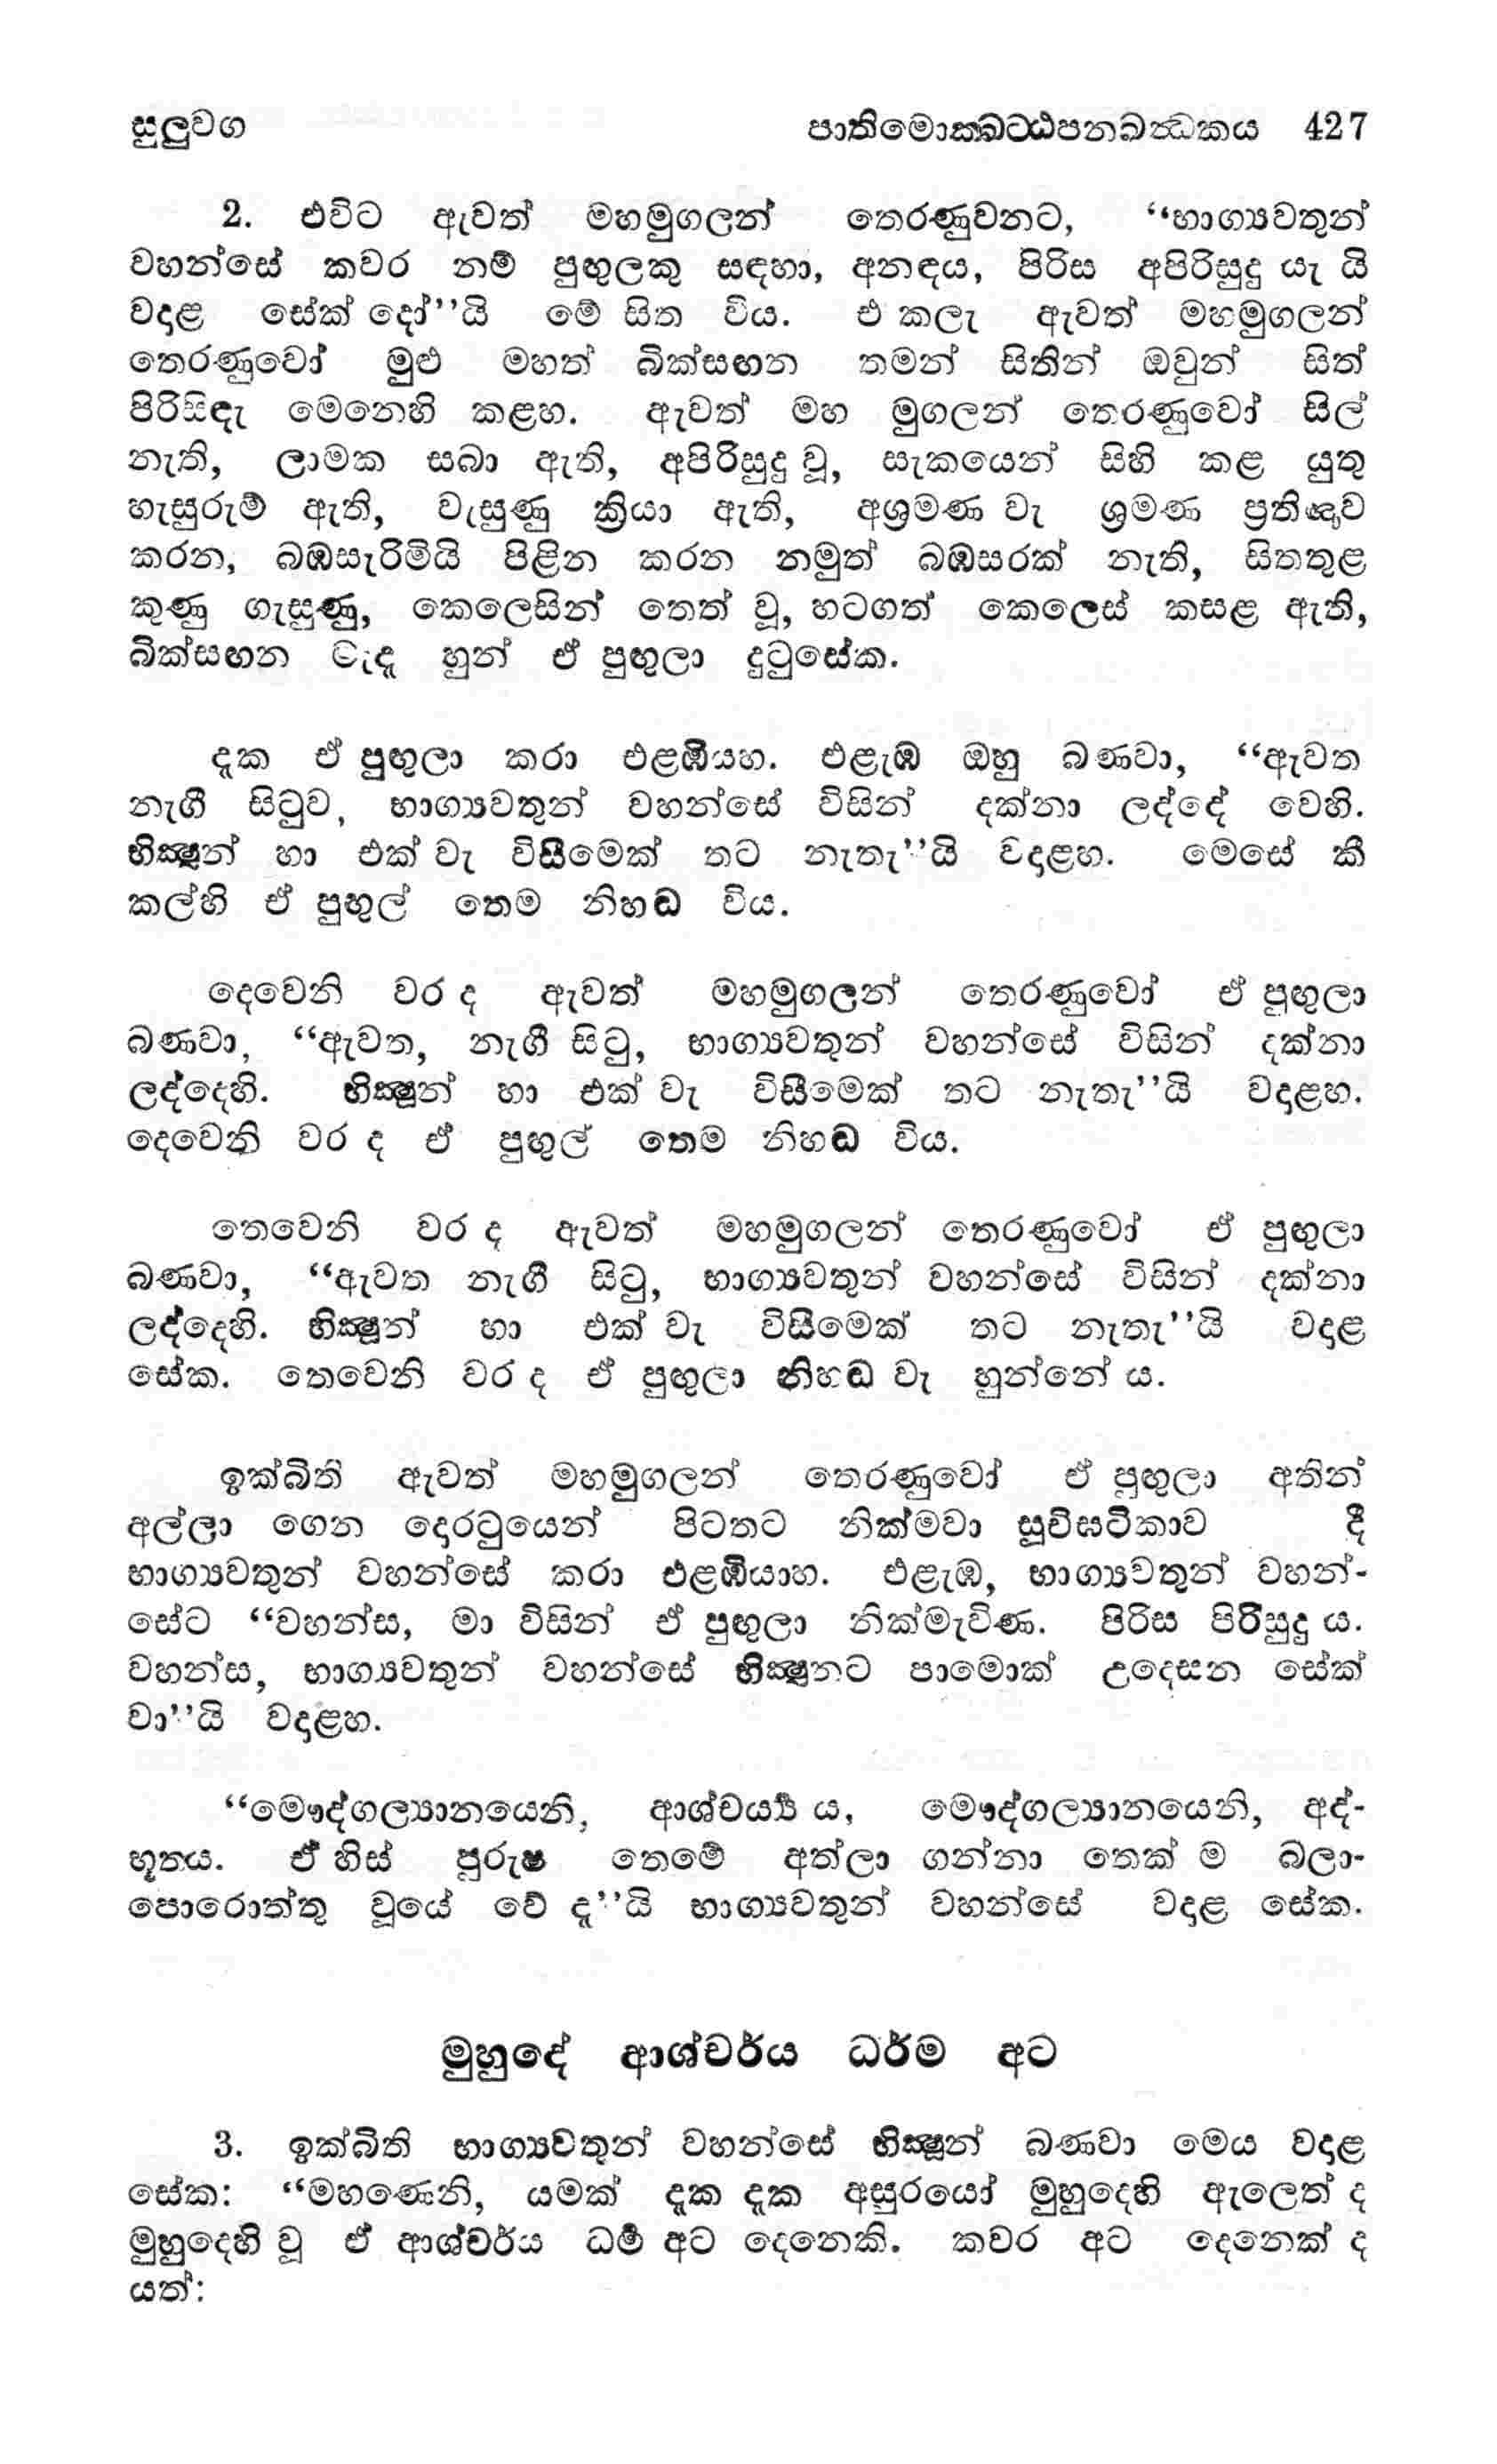 සුලුවග පාතිමොක්ඛට්ඨපනඛන්ධකය 427
2. එවිට ඇවත් මහමුගලන් තෙරණුවනට, “භාග්‍යවතුන්
වහන්සේ කවර නම් පුඟුලකු සඳහා, අනඳය, පිරිස අපිරිසුදු යැ යි
වදළ සේක් දෝ”යි මේ සිත විය. එ කලැ ඇවත් මහමුගලන්
තෙරණුවෝ මුළු මහත් බික්සඟන තමන් සිතින් ඔවුන් සිත්
පිරිසිඳැ මෙනෙහි කළහ. ඇවත් මහ මුගලන් තෙරණුවෝ සිල්
නැති, ලාමක සබා ඇති, අපිරිසුදු වූ, සැකයෙන් සිහි කළ යුතු
හැසුරුම් ඇති, වැසුණු ක්‍රියා ඇති, අශ්‍රමණ වැ ශ්‍රමණ ප්‍රතිඥාව
කරන, බඹසැරිමියි පිළින කරන නමුත් බඹසරක් නැති, සිතතුළ
කුණු ගැසුණු, කෙලෙසින් තෙත් වූ, හටගත් කෙලෙස් කසළ ඇති,
බික්සඟන මැදූ හුන් ඒ පුඟුලා දුටුසේක.
දැක ඒ පුඟුලා කරා එළඹියහ. එළැඹ ඔහු බණවා, “ඇවත
නැගී සිටුව, භාග්‍යවතුන් වහන්සේ විසින් දක්නා ලද්දේ වෙහි.
භික්‍ෂුන් හා එක් වැ විසීමෙක් තට නැතැ”යි වදළහ. මෙසේ කී
කල්හි ඒ පුඟුල් තෙම නිහඬ විය.
දෙවෙනි වර ද ඇවත් මහමුගලන් තෙරණුවෝ ඒ පුඟුලා
බණවා, “ඇවත, නැගී සිටු, භාග්‍යවතුන් වහන්සේ විසින් දක්නා
ලද්දෙහි. භික්‍ෂූන් හා එක් වැ විසීමෙක් තට නැතැ”යි වදළහ.
දෙවෙනි වර ද ඒ පුඟුල් තෙම නිහඬ විය.
තෙවෙනි වර ද ඇවත් මහමුගලන් තෙරණුවෝ ඒ පුඟුලා
බණවා, “ඇවත නැගී සිටු, භාග්‍යවතුන් වහන්සේ විසින් දක්නා
ලද්දෙහි. භික්‍ෂූන් හා එක් වැ විසීමෙක් තට නැතැ”යි වදළ
සේක. තෙවෙනි වර ද ඒ පුඟුලා නිහඬ වැ හුන්නේ ය.
ඉක්බිති ඇවත් මහමුගලන් තෙරණුවෝ ඒ පුඟුලා අතින්
අල්ලා ගෙන දෙරටුයෙන් පිටතට නික්මවා සූචිඝටිකාව දී
භාග්‍යවතුන් වහන්සේ කරා එළඹියාහ. එළැඹ, භාග්‍යවතුන් වහන්-
සේට “වහන්ස, මා විසින් ඒ පුඟුලා නික්මැවිණ. පිරිස පිරිසුදු ය.
වහන්ස, භාග්‍යවතුන් වහන්සේ භික්‍ෂුනට පාමොක් උදෙසන සේක්
වා”යි වදළහ.
“මෞද්ගල්‍යානයෙනි, ආශ්චර්‍ය්‍ය ය, මෞද්ගල්‍යානයෙනි, අද්-
භූතය. ඒ හිස් පුරුෂ තෙමේ අත්ලා ගන්නා තෙක් ම බලා-
පොරොත්තු වූයේ වේ දැ”යි භාග්‍යවතුන් වහන්සේ වදළ සේක.
මුහුදේ ආශ්චර්ය ධර්ම අට
3. ඉක්බිති භාග්‍යවතුන් වහන්සේ භික්‍ෂූන් බණවා මෙය වදළ
සේක: “මහණෙනි, යමක් දැක දැක අසුරයෝ මුහුදෙහි ඇලෙත් ද
මුහුදෙහි වූ ඒ ආශ්චර්ය ධර්‍ම අට දෙනෙකි. කවර අට දෙනෙක් ද
යත්: